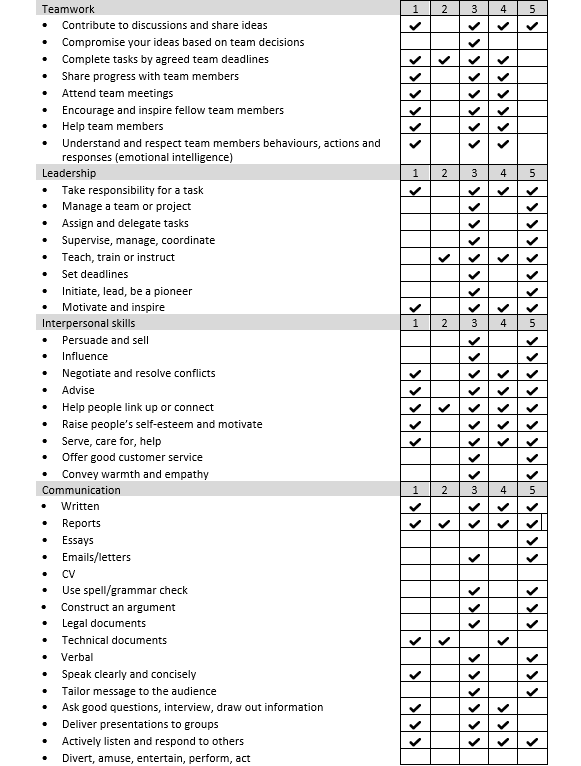 Teamwork 1 2 3 4 5
• Contribute to discussions and share ideas ✓ ✓ ✓ ✓
• Compromise your ideas based on team decisions ✓
• Complete tasks by agreed team deadlines ✓ ✓ ✓ ✓
• Share progress with team members ✓ ✓ ✓
• Attend team meetings ✓ ✓ ✓
• Encourage and inspire fellow team members ✓ ✓ ✓
• Help team members ✓ ✓ ✓
• Understand and respect team members behaviours, actions and ✓ ✓ ✓
responses (emotional intelligence)
Leadership 1 2 3 4 5
• Take responsibility for a task ✓ ✓ ✓ ✓
• Manage a team or project ✓ ✓
• Assign and delegate tasks ✓ ✓
• Supervise, manage, coordinate ✓ ✓
• Teach, train or instruct ✓ ✓ ✓ ✓
• Set deadlines ✓ ✓
• Initiate, lead, be a pioneer ✓ ✓
• Motivate and inspire ✓ ✓ ✓ ✓
Interpersonal skills 1 2 3 4 5
• Persuade and sell ✓ ✓
• Influence ✓ ✓
• Negotiate and resolve conflicts ✓ ✓ ✓ ✓
• Advise ✓ ✓ ✓ ✓
• Help people link up or connect ✓ ✓ ✓ ✓ ✓
• Raise people’s self-esteem and motivate ✓ ✓ ✓ ✓
• Serve, care for, help ✓ ✓ ✓ ✓
• Offer good customer service ✓ ✓
• Convey warmth and empathy ✓ ✓
Communication 1 2 3 4 5
• Written ✓ ✓ ✓ ✓
• Reports ✓ ✓ ✓ ✓ ✓
• Essays ✓
• Emails/letters ✓ ✓
• CV
• Use spell/grammar check ✓ ✓
• Construct an argument ✓ ✓
• Legal documents ✓ ✓
• Technical documents ✓ ✓ ✓
• Verbal ✓ ✓
• Speak clearly and concisely ✓ ✓ ✓
• Tailor message to the audience ✓ ✓
• Ask good questions, interview, draw out information ✓ ✓ ✓
• Deliver presentations to groups ✓ ✓ ✓
• Actively listen and respond to others ✓ ✓ ✓ ✓
• Divert, amuse, entertain, perform, act